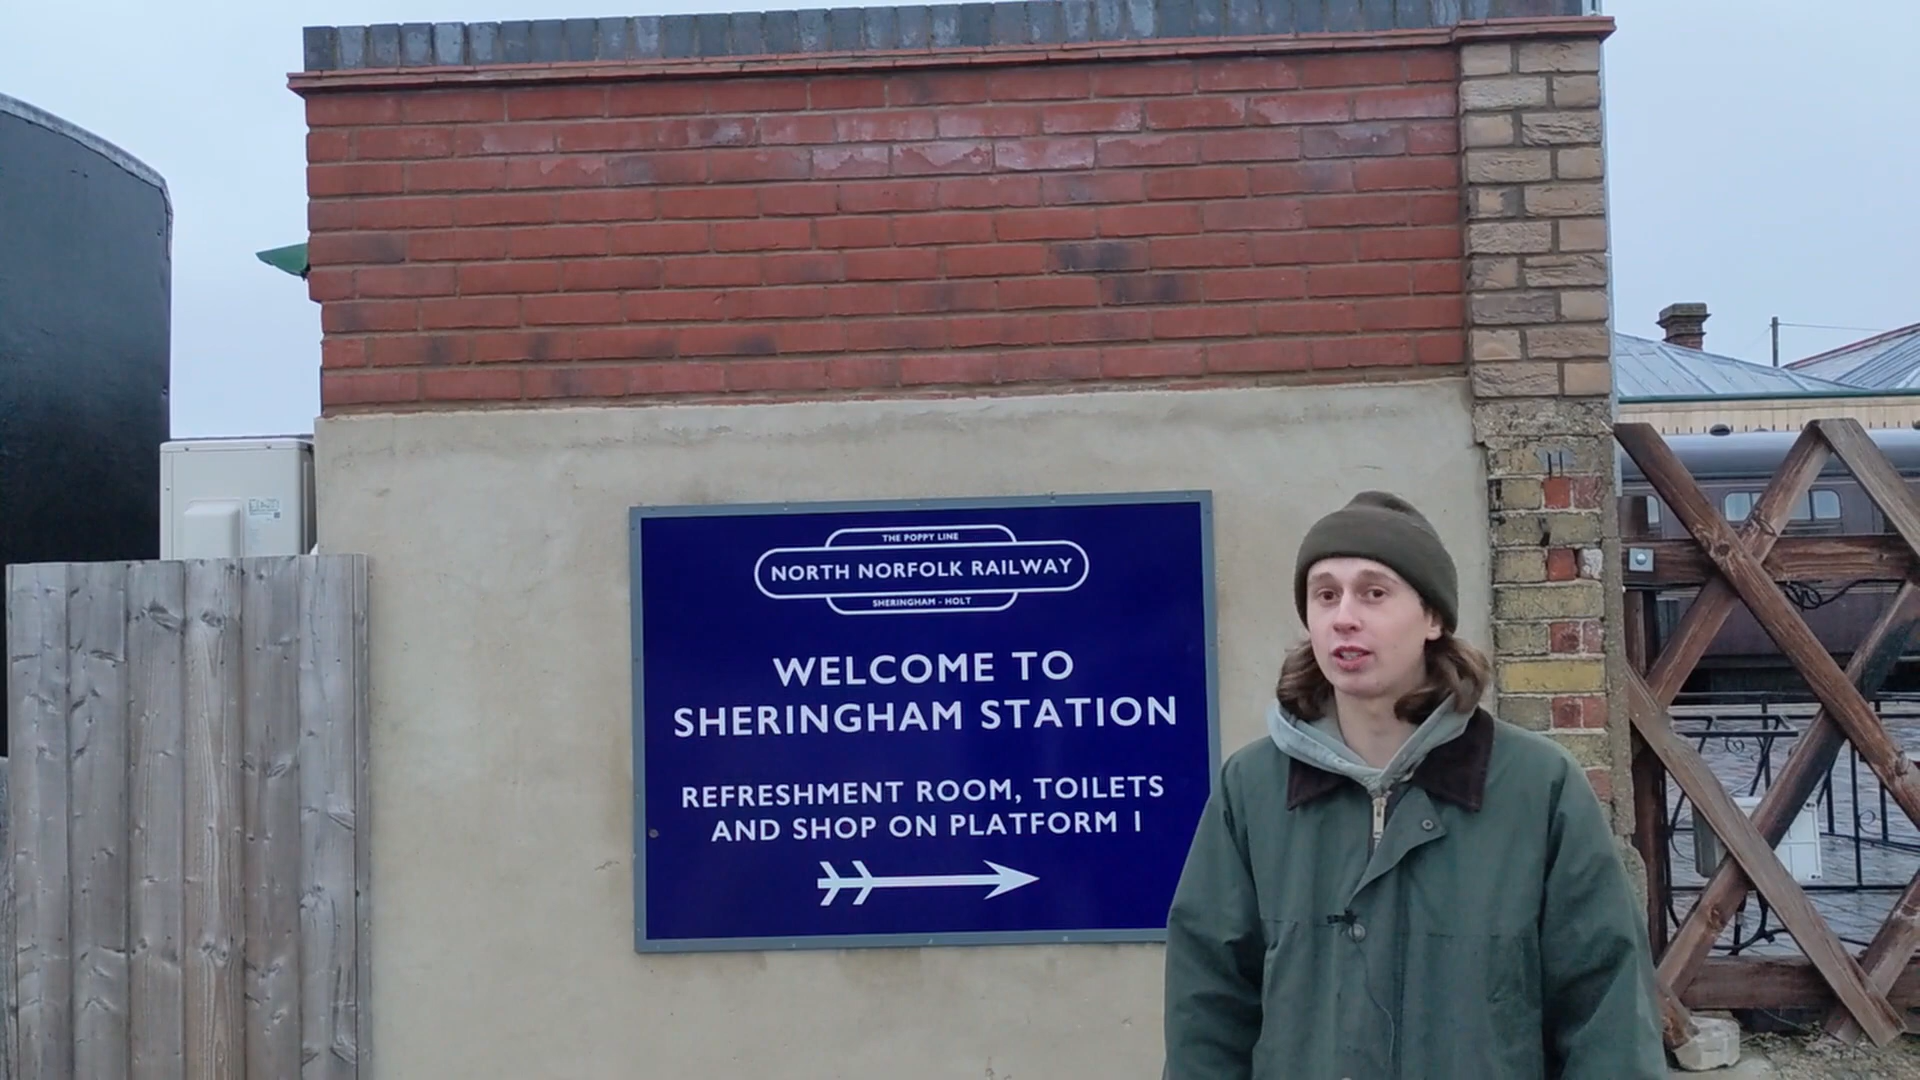 THE POPPY LINE
NORTH NORFOLK RAILWAY
SHERINGHAM - HOLT
WELCOME TO
SHERINGHAM STATION
REFRESHMENT ROOM, TOILETS
AND SHOP ON PLATFORM 1